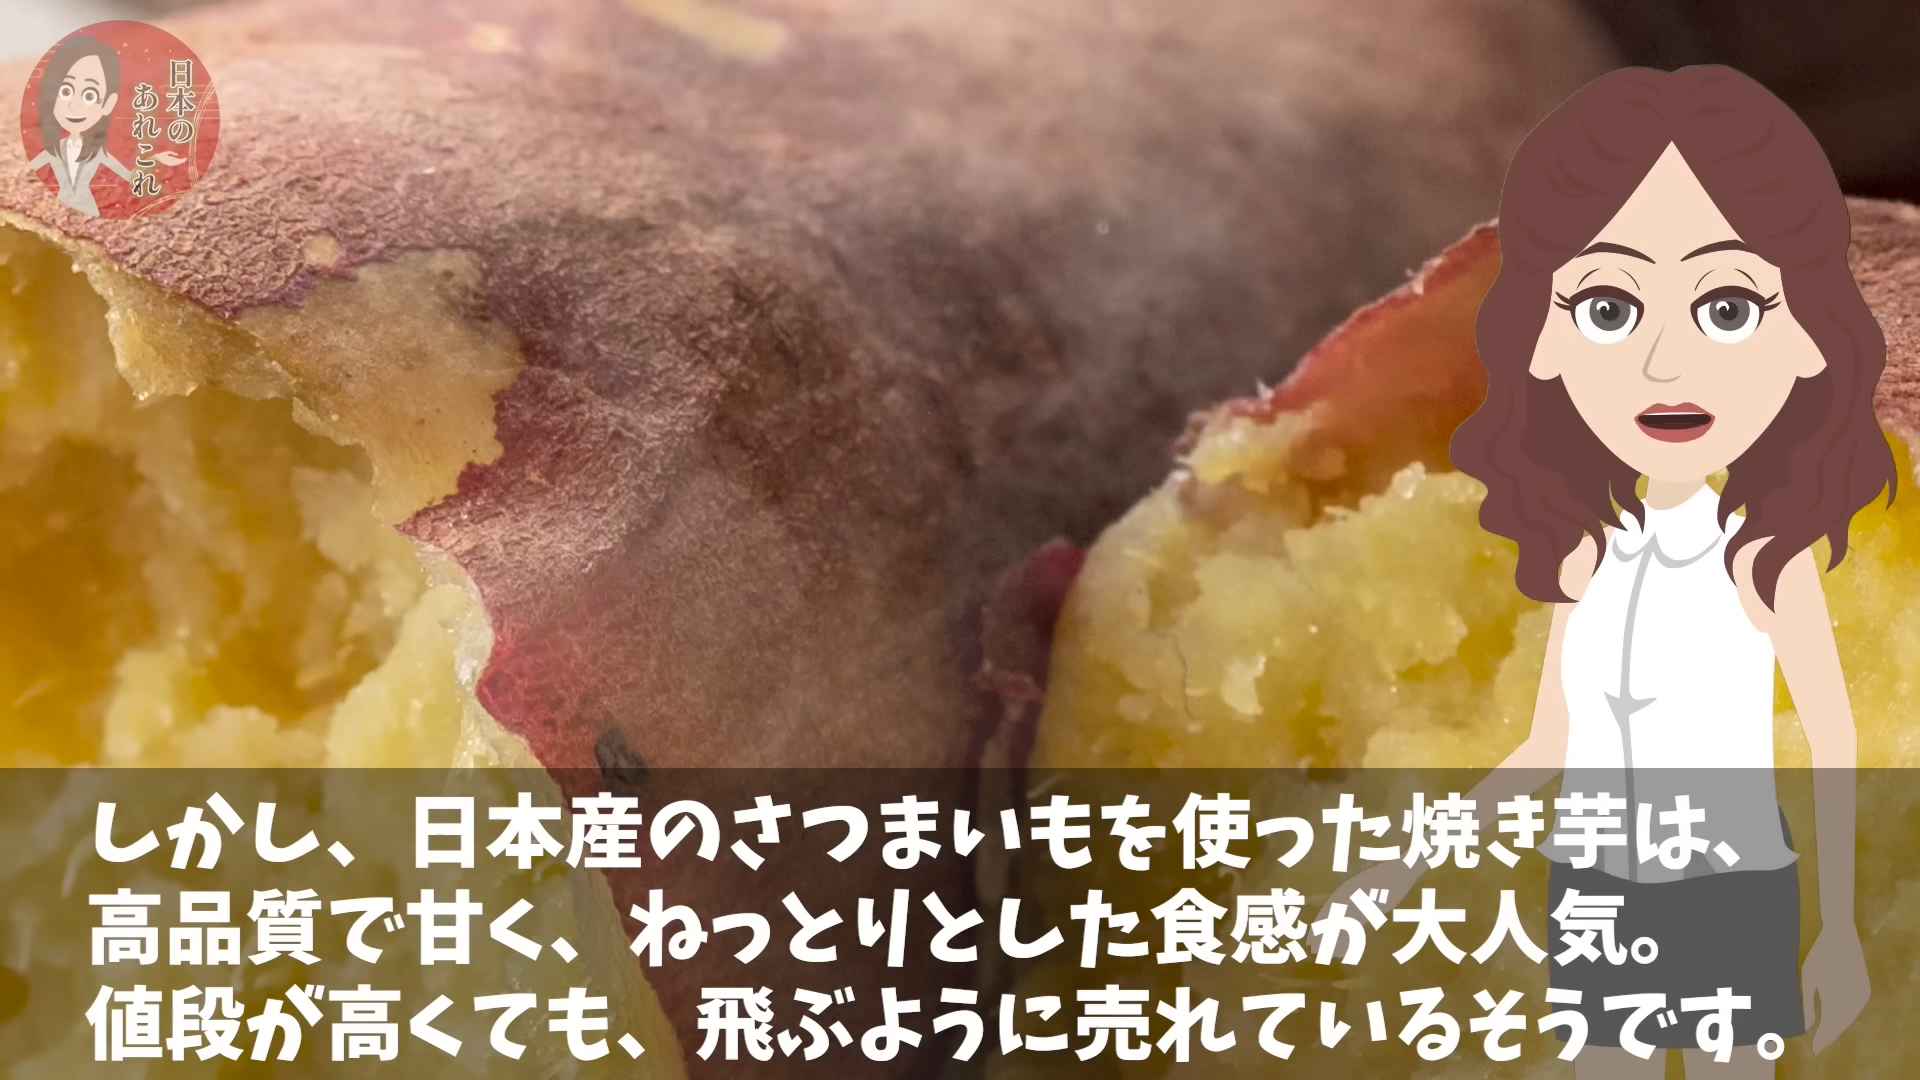 日本の
あれこれ
しかし、日本産のさつまいもを使った焼き芋は、
高品質で甘く、ねっとりとした食感が大人気。
値段が高くても、飛ぶように売れているそうです。